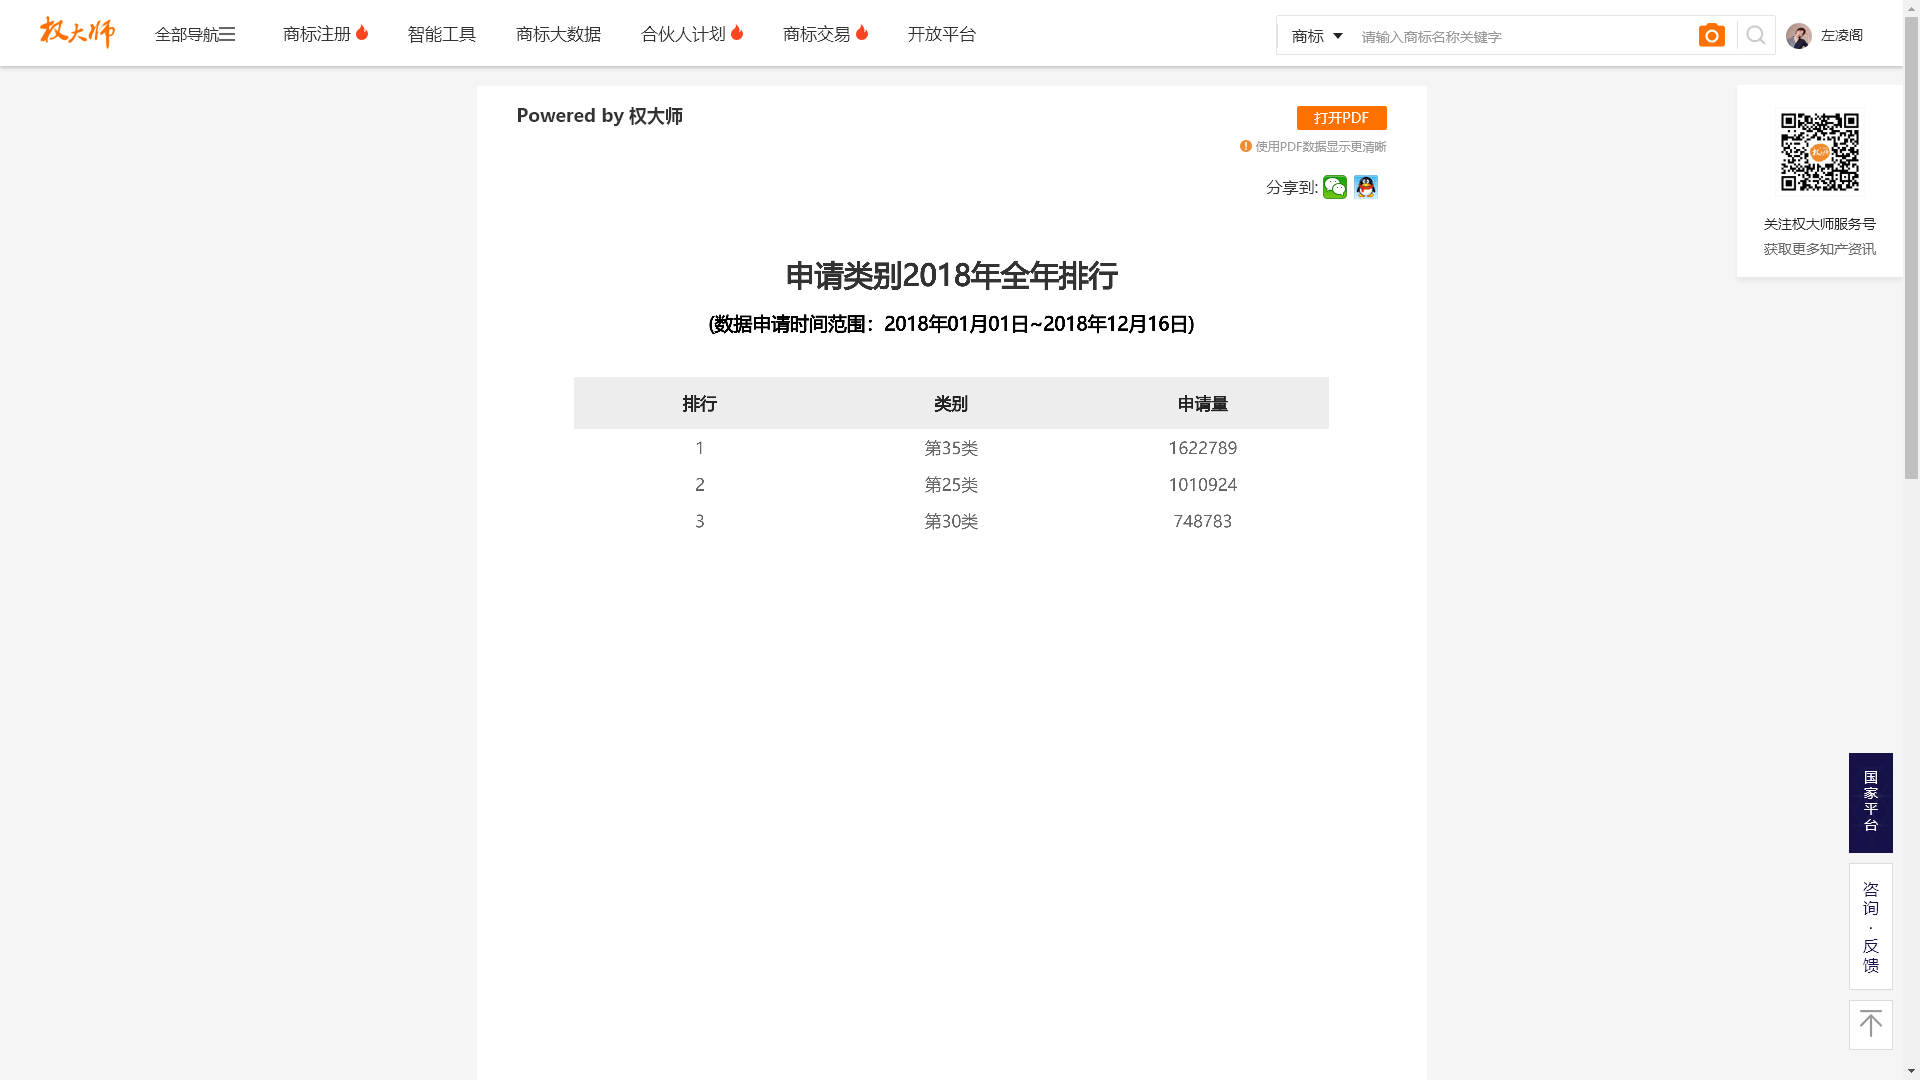 权大师
全部导航
商标注册
智能工具
商标大数据
合伙人计划
商标交易
开放平台
商标
请输入商标名称关键字
左凌阁
Powered by 权大师
打开PDF
使用PDF数据显示更清晰
分享到:
关注权大师服务号
获取更多知产资讯
申请类别2018年全年排行
(数据申请时间范围：2018年01月01日~2018年12月16日)
排行 类别 申请量
1 第35类 1622789
2 第25类 1010924
3 第30类 748783
国家平台
咨询·反馈